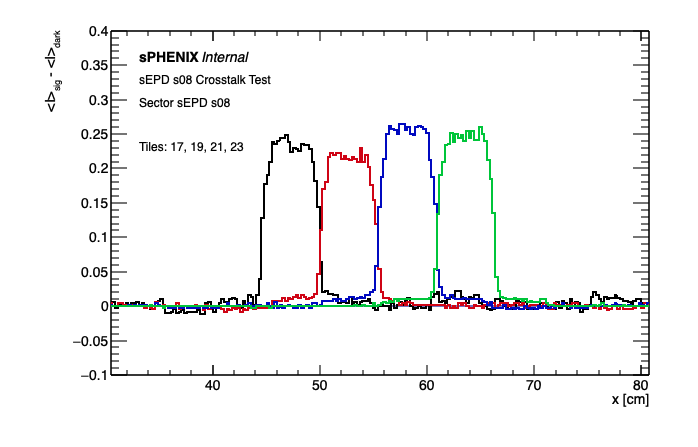 <I>sig - <I>dark
0.4
0.35
0.3
0.25
0.2
0.15
0.1
0.05
0
−0.05
−0.1
sPHENIX Internal
sEPD s08 Crosstalk Test
Sector sEPD s08
Tiles: 17, 19, 21, 23
40 50 60 70 80
x [cm]